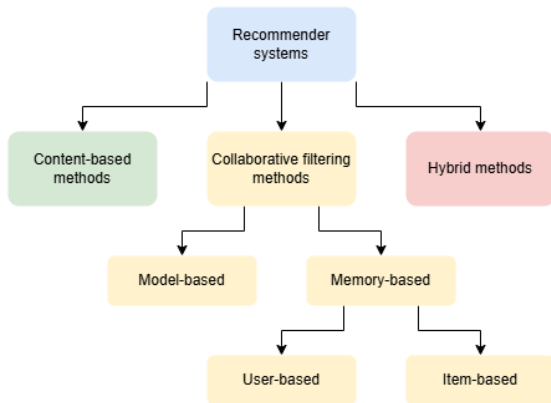 Recommender
systems
Content-based
methods
Collaborative filtering
methods
Hybrid methods
Model-based
Memory-based
User-based
Item-based